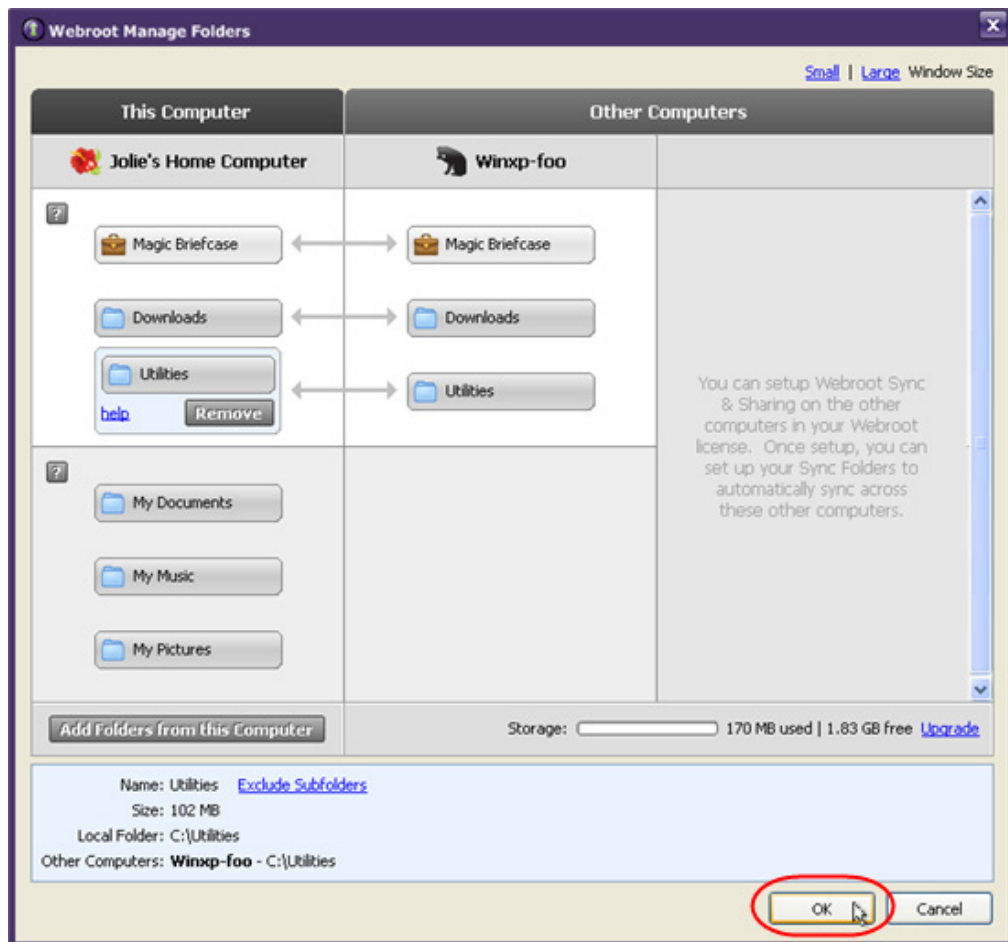 Webroot Manage Folders
Small | Large Window Size
This Computer
Other Computers
Jolie's Home Computer
Winxp-foo
?
Magic Briefcase
Magic Briefcase
Downloads
Downloads
Utilities
Utilities
help
Remove
You can setup Webroot Sync
& Sharing on the other
computers in your Webroot
license. Once setup, you can
set up your Sync Folders to
automatically sync across
these other computers.
?
My Documents
My Music
My Pictures
Add Folders from this Computer
Storage: 170 MB used | 1.83 GB free Upgrade
Name: Utilities Exclude Subfolders
Size: 102 MB
Local Folder: C:\Utilities
Other Computers: Winxp-foo - C:\Utilities
OK
Cancel